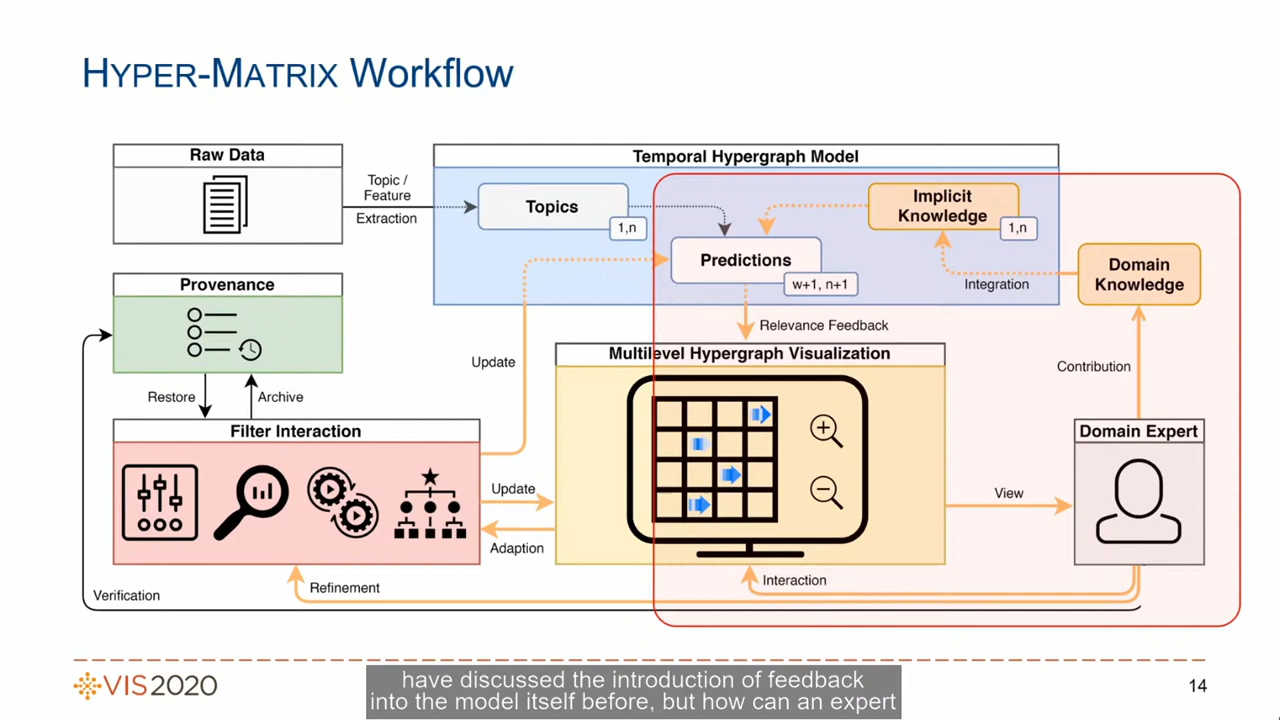 HYPER-MATRIX Workflow
Raw Data
Topic /
Feature
Extraction
Temporal Hypergraph Model
Topics
1,n
Implicit
Knowledge
1,n
Predictions
w+1, n+1
Integration
Domain
Knowledge
Provenance
Restore
Archive
Update
Relevance Feedback
Multilevel Hypergraph Visualization
Contribution
Filter Interaction
Update
Adaption
View
Domain Expert
Refinement
Interaction
Verification
VIS2020
have discussed the introduction of feedback
into the model itself before, but how can an expert
14